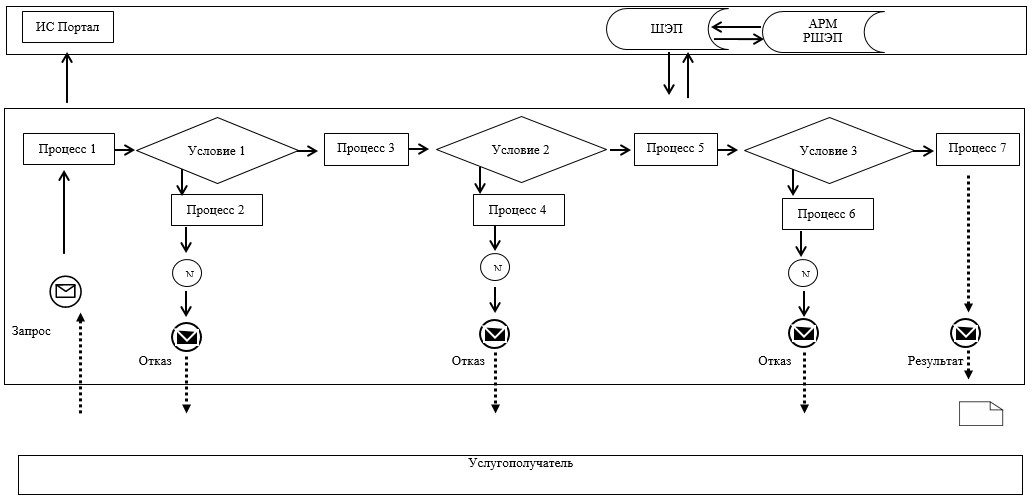 ИС Портал
ШЭП
АРМ
РШЭП
Процесс 1
Условие 1
Процесс 3
Условие 2
Процесс 5
Условие 3
Процесс 7
Процесс 2
Процесс 4
Процесс 6
N
N
N
Запрос
Отказ
Отказ
Отказ
Результат
Услугополучатель